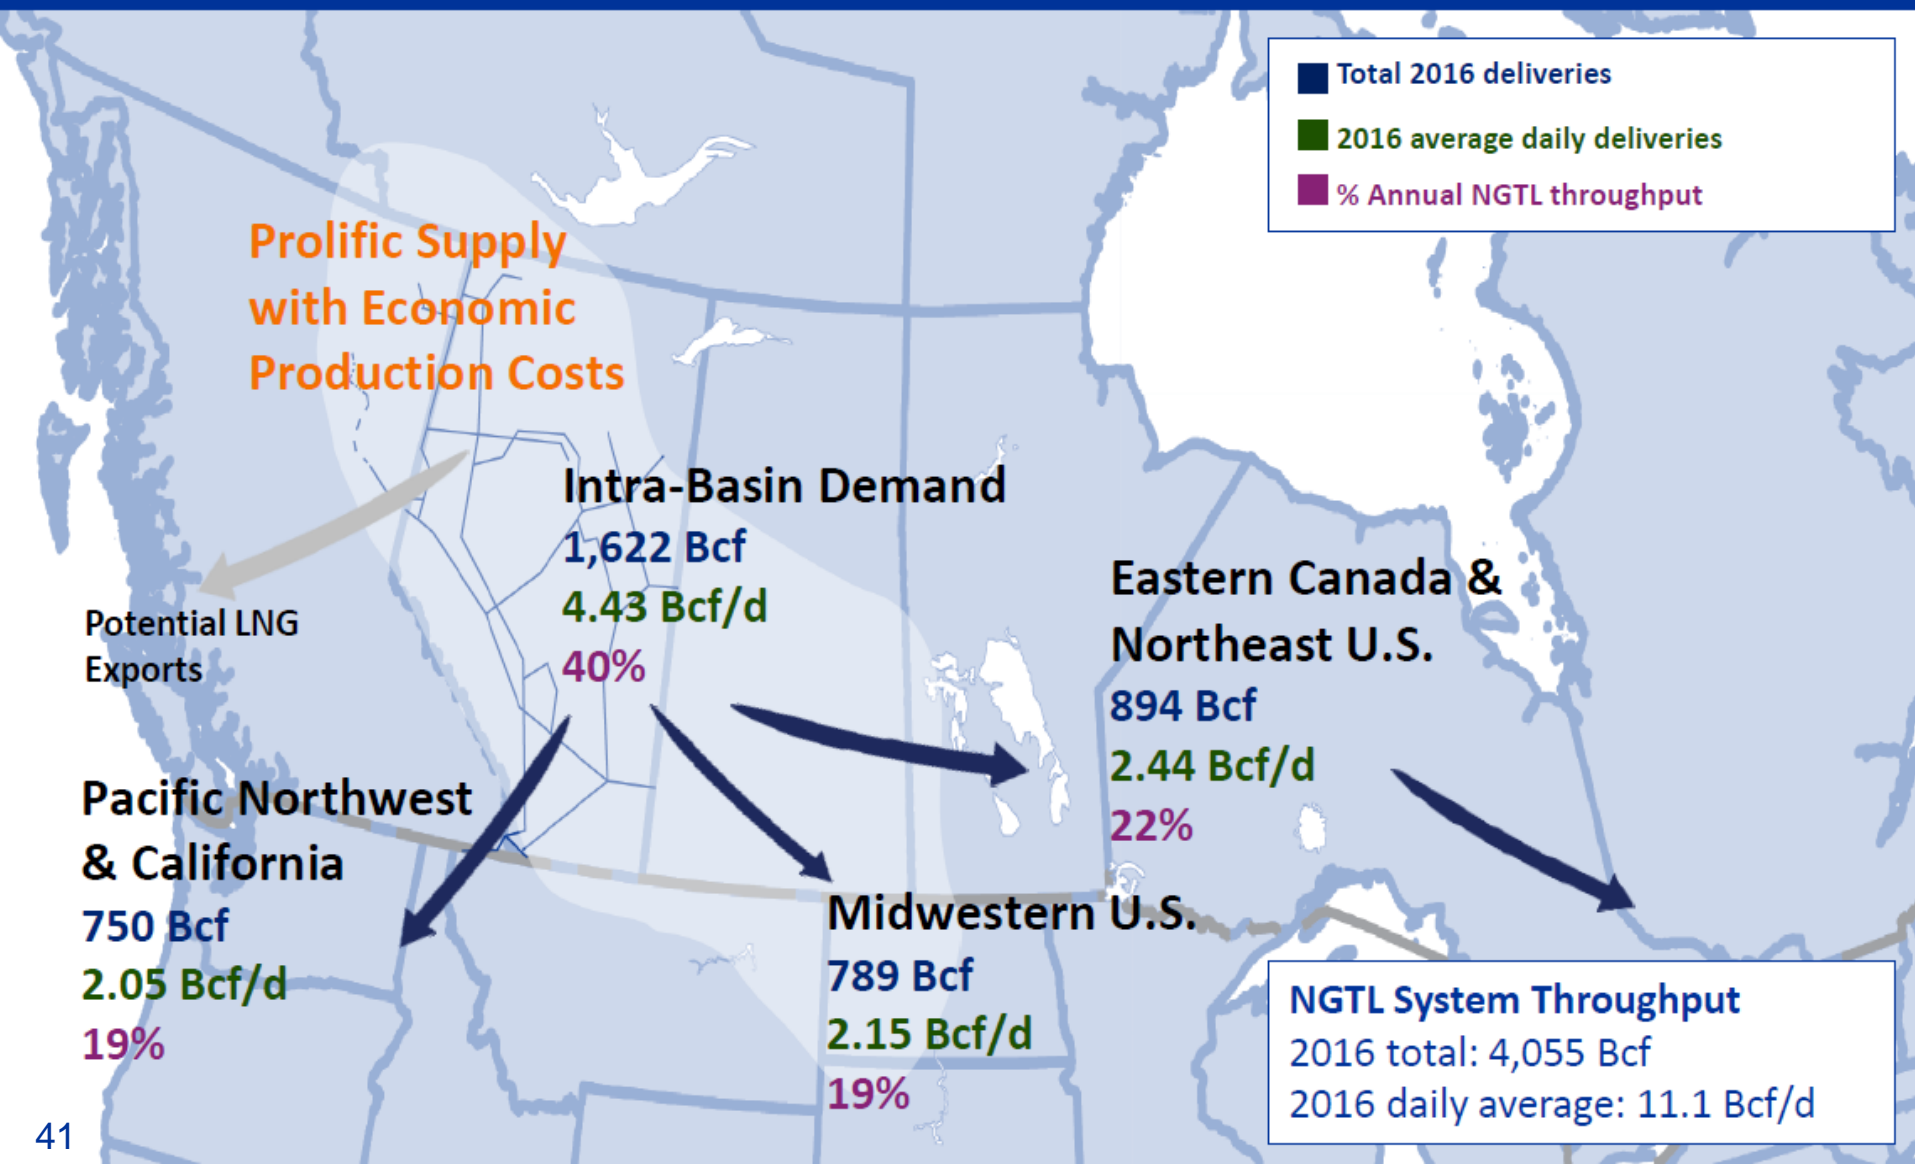 Total 2016 deliveries
2016 average daily deliveries
% Annual NGTL throughput
Prolific Supply
with Economic
Production Costs
Intra-Basin Demand
1,622 Bcf
4.43 Bcf/d
40%
Potential LNG
Exports
Eastern Canada &
Northeast U.S.
894 Bcf
2.44 Bcf/d
22%
Pacific Northwest
& California
750 Bcf
2.05 Bcf/d
19%
Midwestern U.S.
789 Bcf
2.15 Bcf/d
19%
NGTL System Throughput
2016 total: 4,055 Bcf
2016 daily average: 11.1 Bcf/d
41